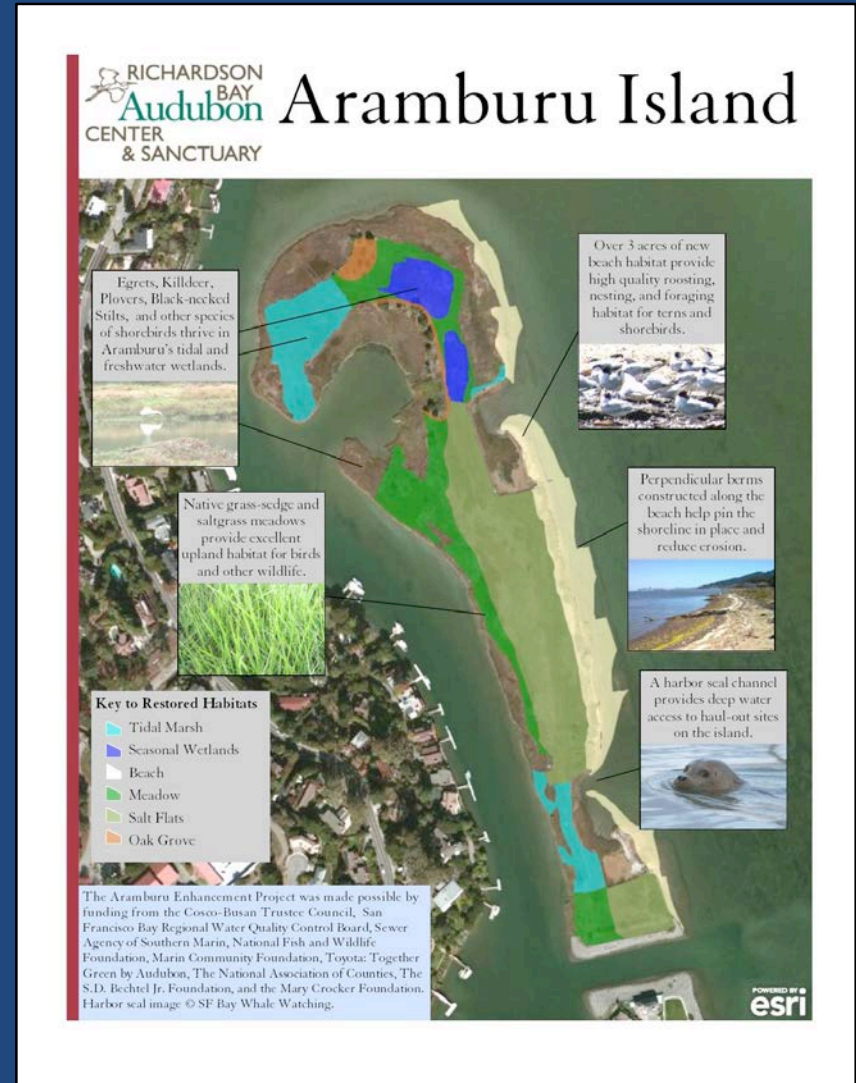 RICHARDSON
BAY
Audubon
CENTER
& SANCTUARY
Aramburu Island
Egrets, Killdeer,
Plovers, Black-necked
Stilts, and other species
of shorebirds thrive in
Aramburu's tidal and
freshwater wetlands.
Over 3 acres of new
beach habitat provide
high quality roosting,
nesting, and foraging
habitat for terns and
shorebirds.
Native grass-sedge and
saltgrass meadows
provide excellent
upland habitat for birds
and other wildlife.
Perpendicular berms
constructed along the
beach help pin the
shoreline in place and
reduce erosion.
A harbor seal channel
provides deep water
access to haul-out sites
on the island.
Key to Restored Habitats
Tidal Marsh
Seasonal Wetlands
Beach
Meadow
Salt Flats
Oak Grove
The Aramburu Enhancement Project was made possible by
funding from the Cosco-Busan Trustee Council, San
Francisco Bay Regional Water Quality Control Board, Sewer
Agency of Southern Marin, National Fish and Wildlife
Foundation, Marin Community Foundation, Toyota: Together
Green by Audubon, The National Association of Counties, The
S.D. Bechtel Jr. Foundation, and the Mary Crocker Foundation.
Harbor seal image © SF Bay Whale Watching.
POWERED BY
esri